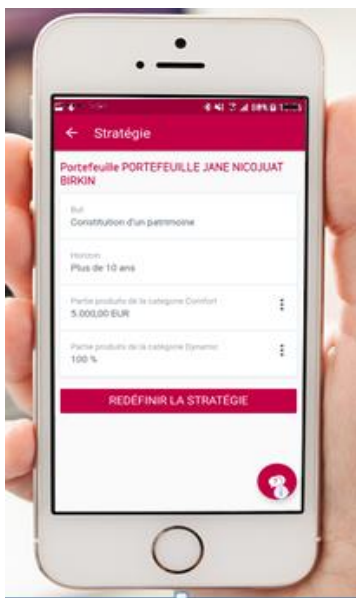 Stratégie
Portefeuille PORTEFEUILLE JANE NICOJUAT
BIRKIN
But
Constitution d'un patrimoine
Horizon
Plus de 10 ans
Partie produits de la catégorie Comfort
5.000,00 EUR
Partie produits de la catégorie Dynamic
100 %
REDÉFINIR LA STRATÉGIE